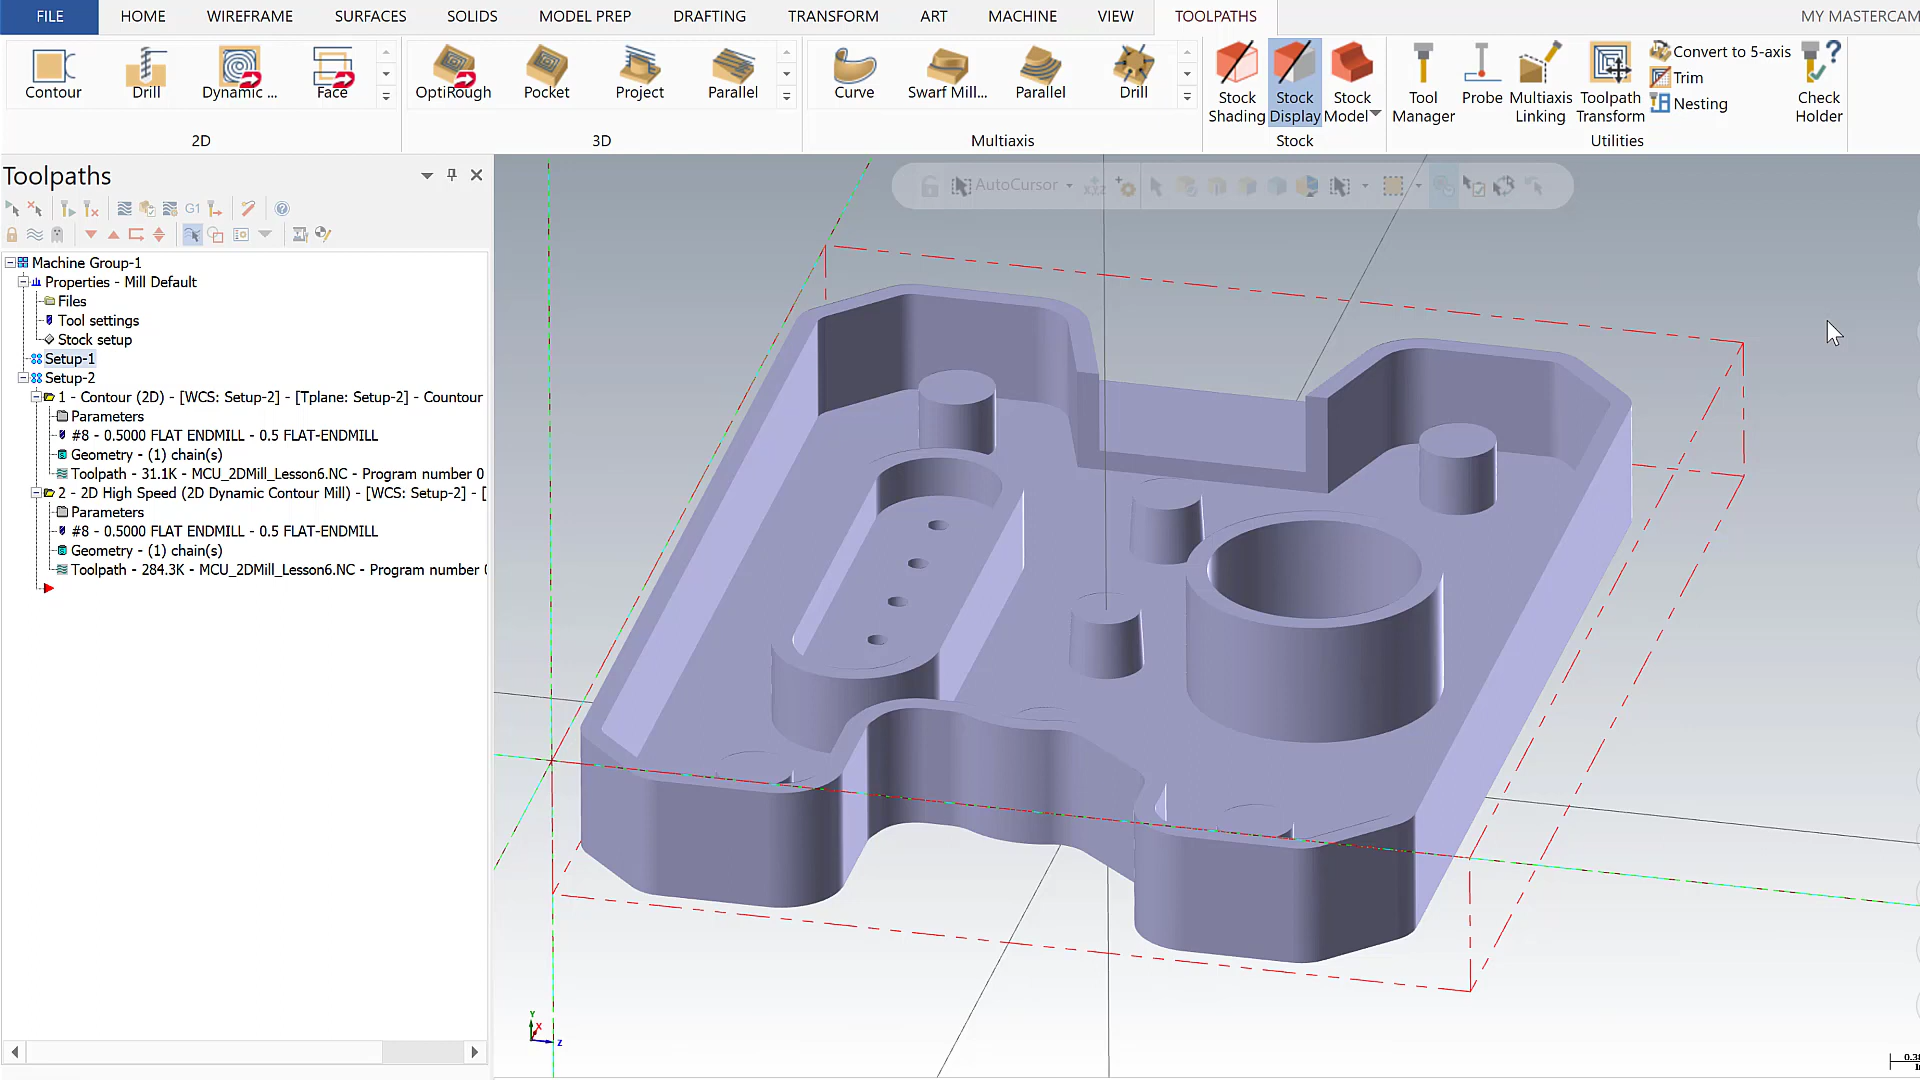 FILE HOME WIREFRAME SURFACES SOLIDS MODEL PREP DRAFTING TRANSFORM ART MACHINE VIEW TOOLPATHS MY MASTERCAM
Contour Drill Dynamic ... Face
2D
OptiRough Pocket Project Parallel
3D
Curve Swarf Mill... Parallel Drill
Multiaxis
Stock Shading
Stock Display
Stock Model
Stock
Tool Manager
Probe
Multiaxis Linking
Toolpath Transform
Convert to 5-axis
Trim
Nesting
Check Holder
Utilities
Toolpaths
G1
AutoCursor
XYZ
Machine Group-1
Properties - Mill Default
Files
Tool settings
Stock setup
Setup-1
Setup-2
1 - Contour (2D) - [WCS: Setup-2] - [Tplane: Setup-2] - Countour
Parameters
#8 - 0.5000 FLAT ENDMILL - 0.5 FLAT-ENDMILL
Geometry - (1) chain(s)
Toolpath - 31.1K - MCU_2DMill_Lesson6.NC - Program number 0
2 - 2D High Speed (2D Dynamic Contour Mill) - [WCS: Setup-2] - [
Parameters
#8 - 0.5000 FLAT ENDMILL - 0.5 FLAT-ENDMILL
Geometry - (1) chain(s)
Toolpath - 284.3K - MCU_2DMill_Lesson6.NC - Program number
Y
X
Z